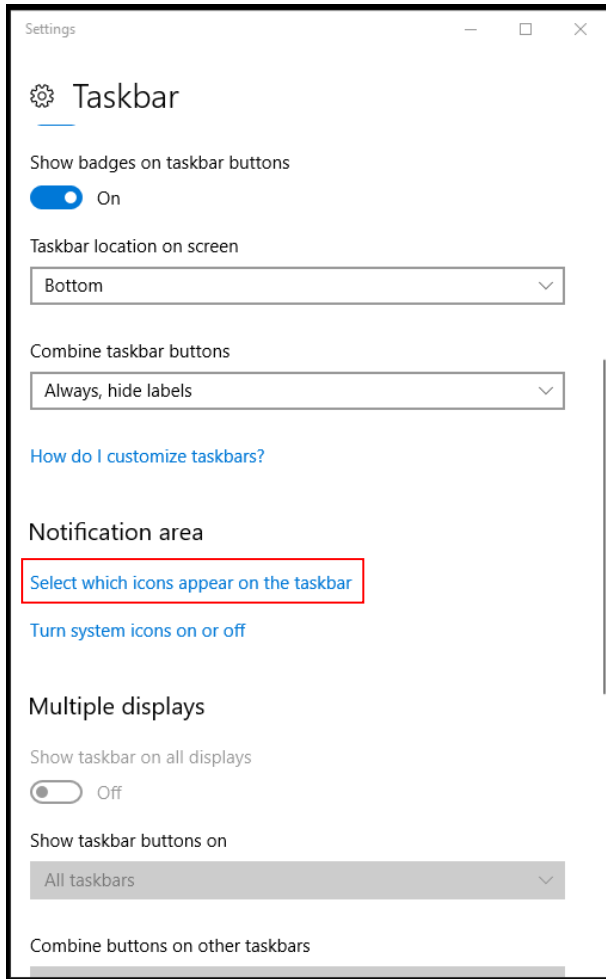 Settings
Taskbar
Show badges on taskbar buttons
On
Taskbar location on screen
Bottom
Combine taskbar buttons
Always, hide labels
How do I customize taskbars?
Notification area
Select which icons appear on the taskbar
Turn system icons on or off
Multiple displays
Show taskbar on all displays
Off
Show taskbar buttons on
All taskbars
Combine buttons on other taskbars